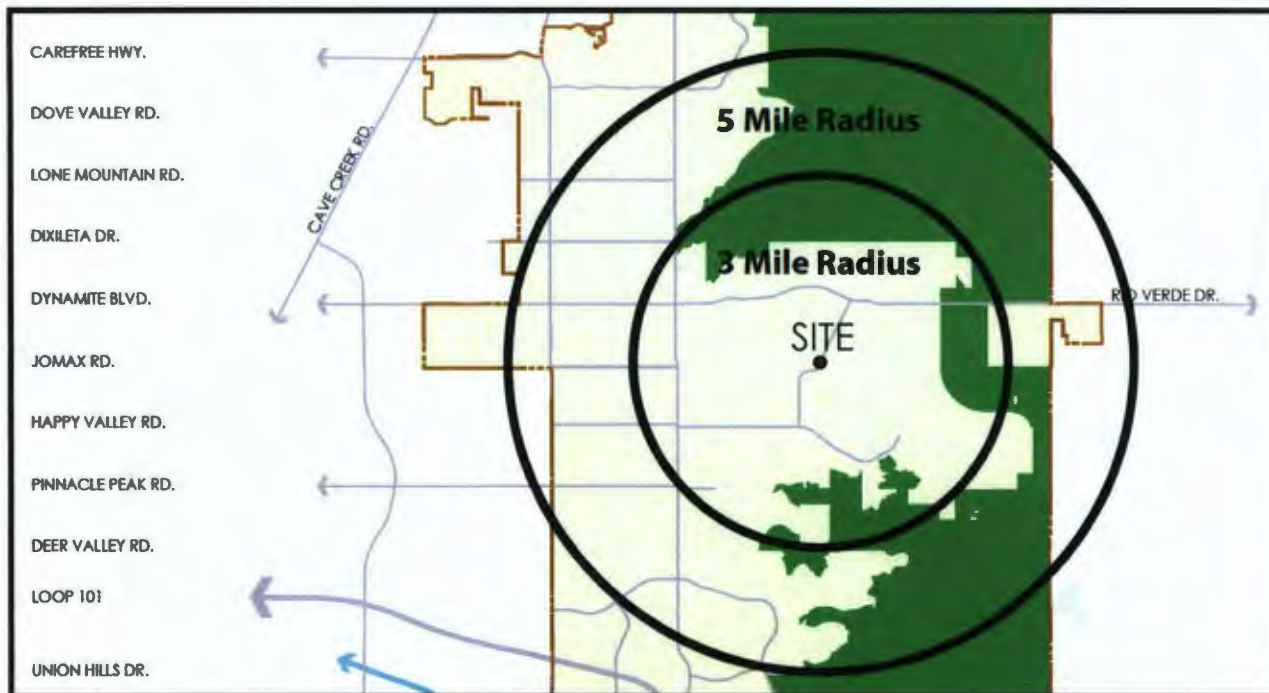 CAREFREE HWY.
DOVE VALLEY RD.
LONE MOUNTAIN RD.
DIXILETA DR.
DYNAMITE BLVD.
JOMAX RD.
HAPPY VALLEY RD.
PINNACLE PEAK RD.
DEER VALLEY RD.
LOOP 101
UNION HILLS DR.
CAVE CREEK RD.
5 Mile Radius
3 Mile Radius
SITE
RIO VERDE DR.